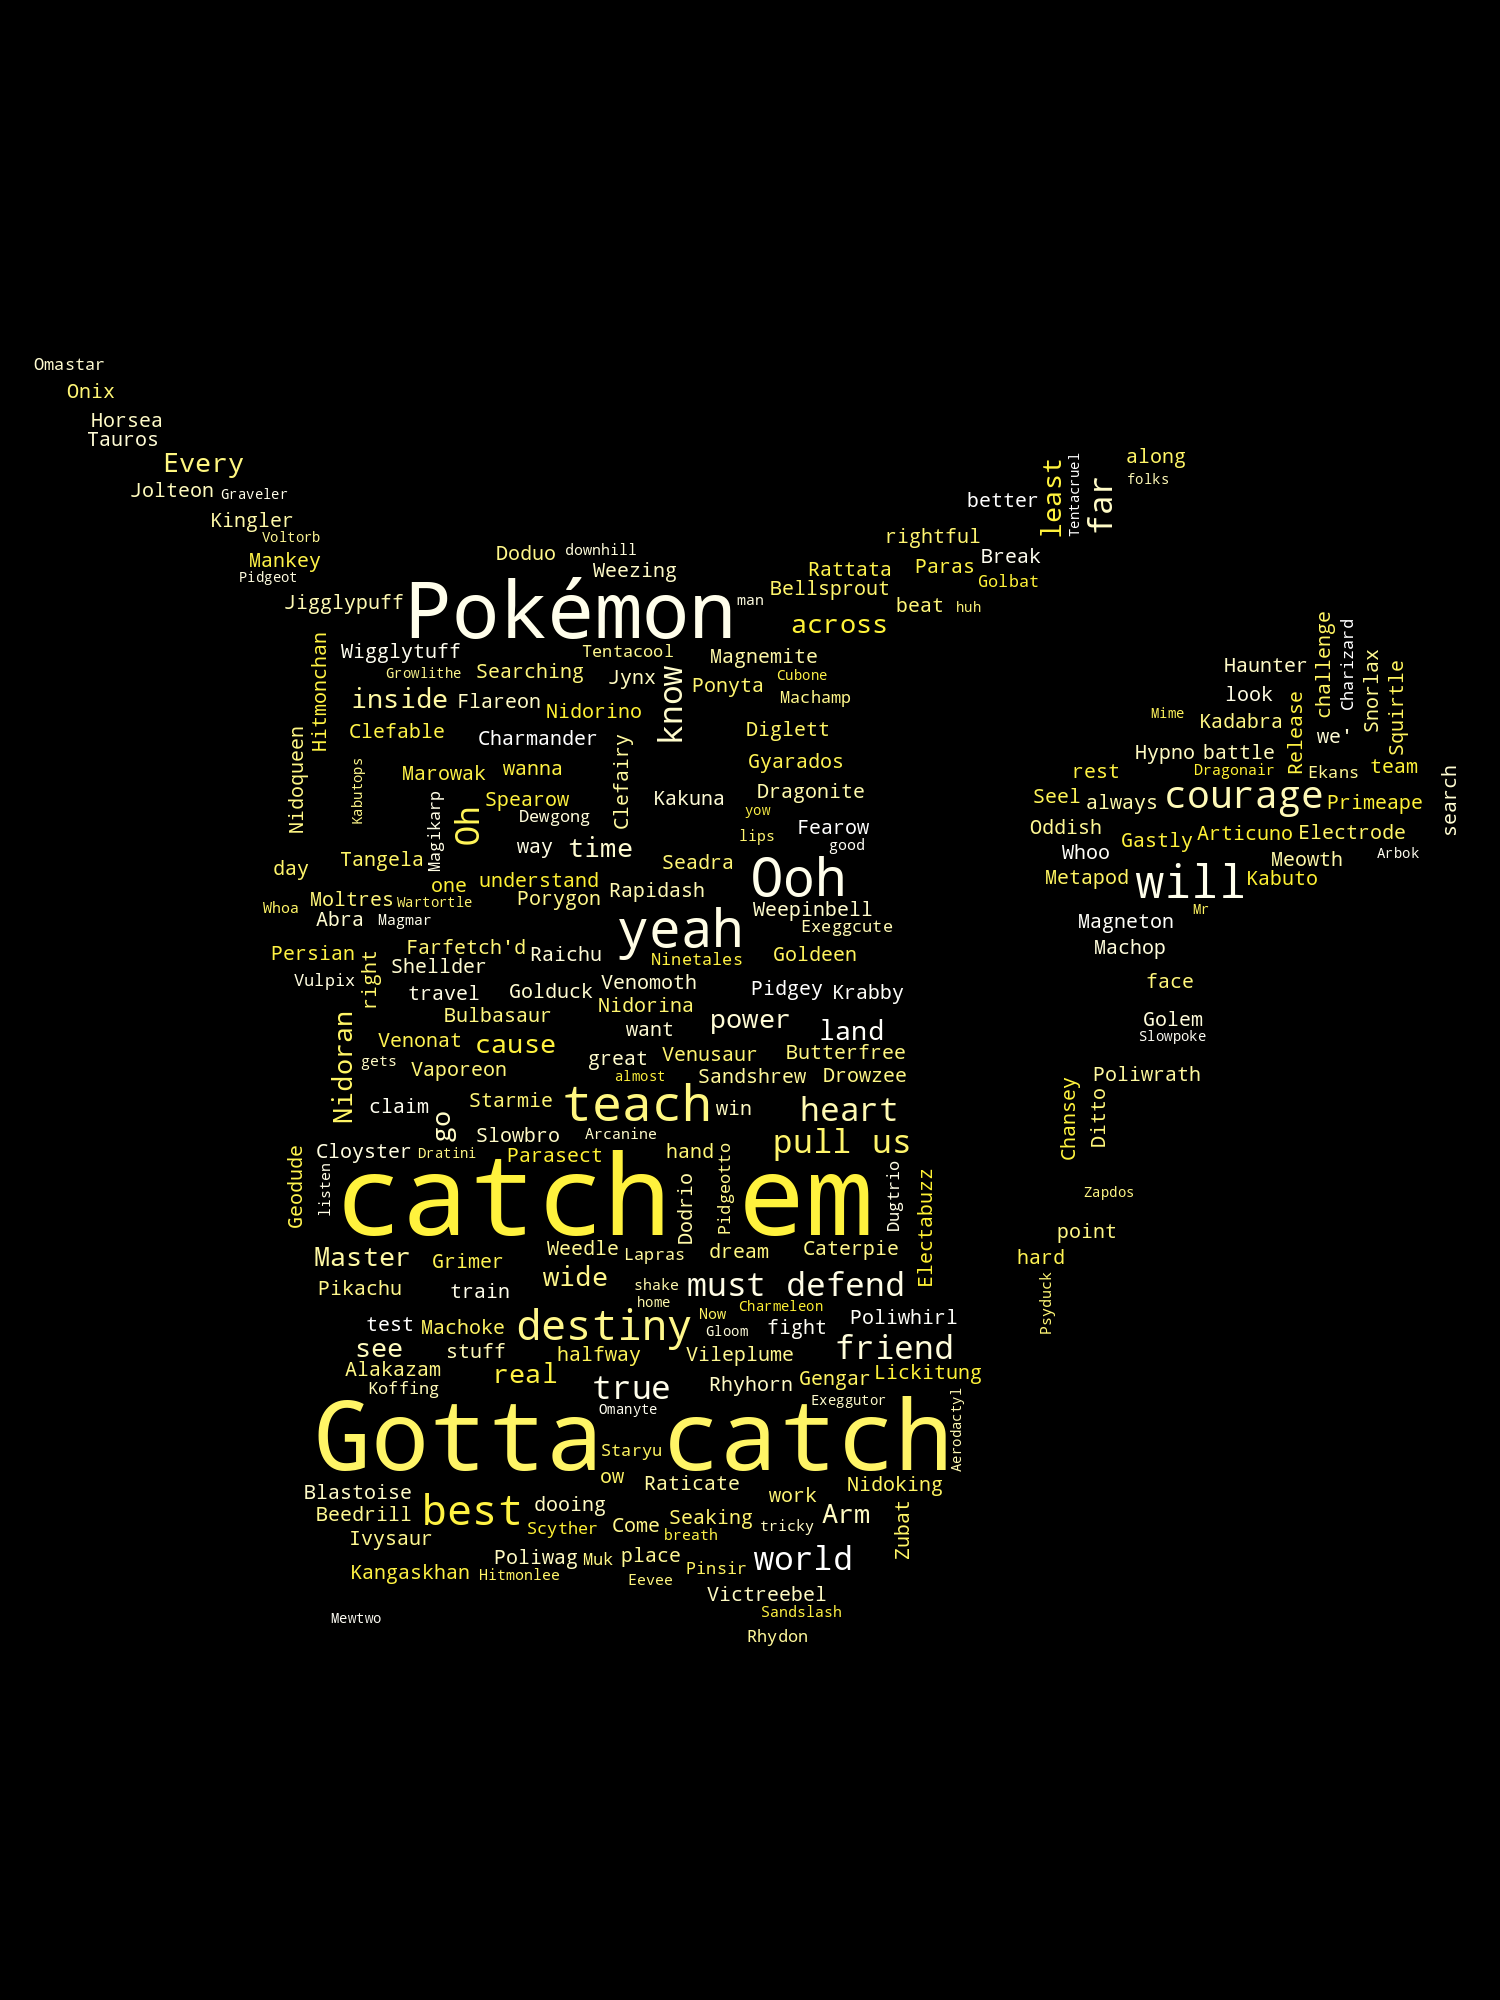 Omastar
Onix
Horsea
Tauros
Every
along
least
Tentacruel
far
folks
Jolteon Graveler
better
Kingler
Voltorb
rightful
Doduo downhill
Break
Mankey
Weezing
Rattata Paras
Pidgeot
Golbat
Bellsprout
Jigglypuff Pokémon man
beat huh
across
Hitmonchan
Wigglytuff
Tentacool
Magnemite
challenge
Charizard
Haunter
Growlithe Searching
Jynx
know
Ponyta
Cubone
Snorlax
Squirtle
inside Flareon
Nidorino
Machamp
look
Release
Mime Kadabra
Nidoqueen
Clefable
Charmander
Clefairy
Diglett
we'
Hypno battle
Kabutops
Marowak wanna
Gyarados
rest
Dragonair
Ekans team
search
Magikarp
Oh
Spearow
Kakuna
Dragonite
Seel always courage Primeape
Dewgong
yow
Oddish
Fearow
Gastly Articuno Electrode
lips
way time
good
Whoo
Meowth
Arbok
day
Tangela
Seadra
Ooh
Metapod will Kabuto
one understand
Rapidash
Whoa
Moltres Wartortle
Porygon
Weepinbell
Mr
Abra Magmar
yeah
Exeggcute
Magneton
Persian
right
Farfetch'd Raichu
Ninetales
Goldeen
Machop
Shellder
Vulpix
travel
Golduck
Venomoth
Pidgey Krabby
face
Nidoran
Bulbasaur
Nidorina
power
Golem
want
land
Venonat cause
Slowpoke
gets
Vaporeon
great Venusaur Butterfree
almost
Sandshrew Drowzee
Poliwrath
Chansey
Ditto
claim
go
Starmie teach win
heart
Slowbro
Arcanine
pull us
Geodude
listen
Cloyster Dratini
Parasect
hand
Pidgeotto
Dugtrio
Electabuzz
catch
Dodrio
em
Zapdos
point
Master Grimer
Weedle Lapras
dream
Caterpie
hard
Pikachu
train
wide
shake must defend
Psyduck
home
Now
Charmeleon
test Machoke destiny
Gloom
fight
Poliwhirl
see
stuff
halfway
Vileplume
friend
Alakazam
real
Koffing
true
Rhyhorn Gengar Lickitung
Omanyte
Exeggutor
Gotta
catch
Aerodactyl
Staryu
ow
Raticate
Nidoking
Blastoise
work
Beedrill best dooing
Seaking
Arm
Zubat
Scyther Come
tricky
Ivysaur
breath
Poliwag Muk place
world
Kangaskhan Hitmonlee
Pinsir
Eevee
Victreebel
Mewtwo
Sandslash
Rhydon